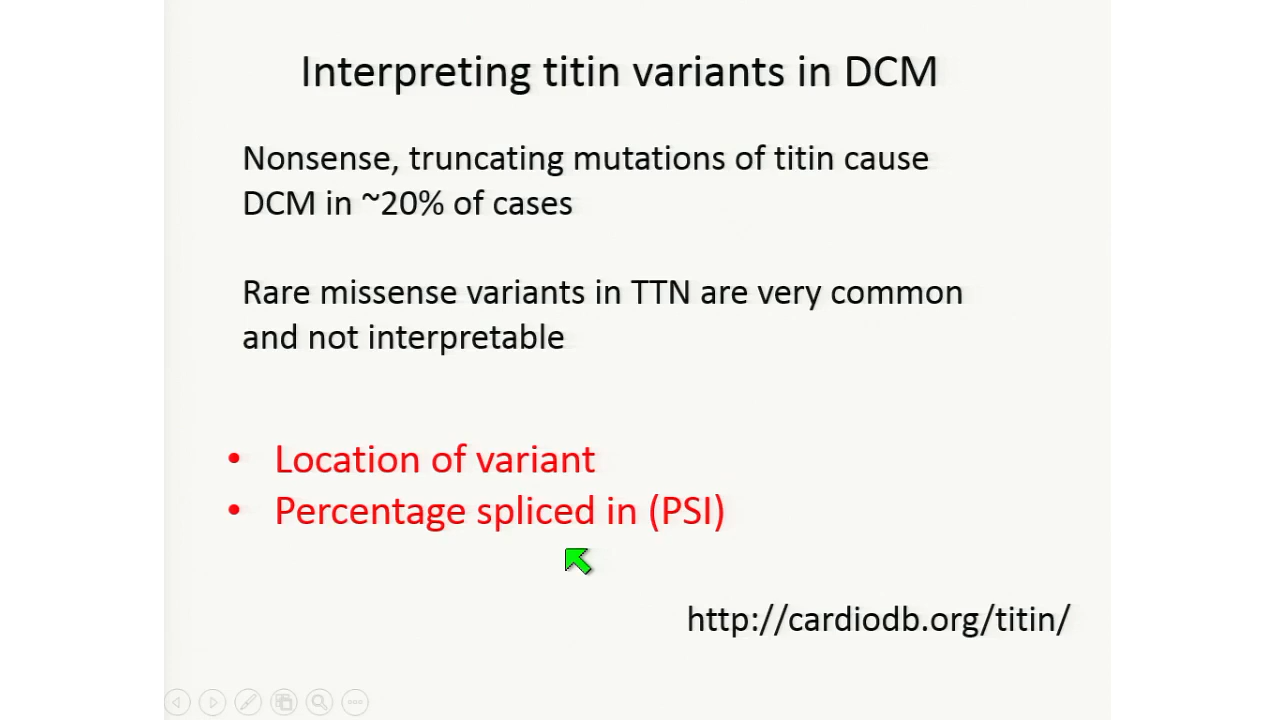 Interpreting titin variants in DCM
Nonsense, truncating mutations of titin cause
DCM in ~20% of cases
Rare missense variants in TTN are very common
and not interpretable
• Location of variant
• Percentage spliced in (PSI)
http://cardiodb.org/titin/